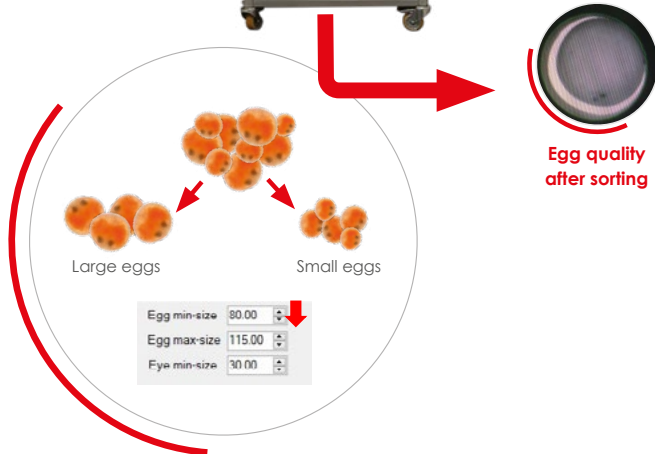 Egg quality
after sorting
Large eggs
Small eggs
Egg min-size 80.00
Egg max-size 115.00
Eye min-size 30.00